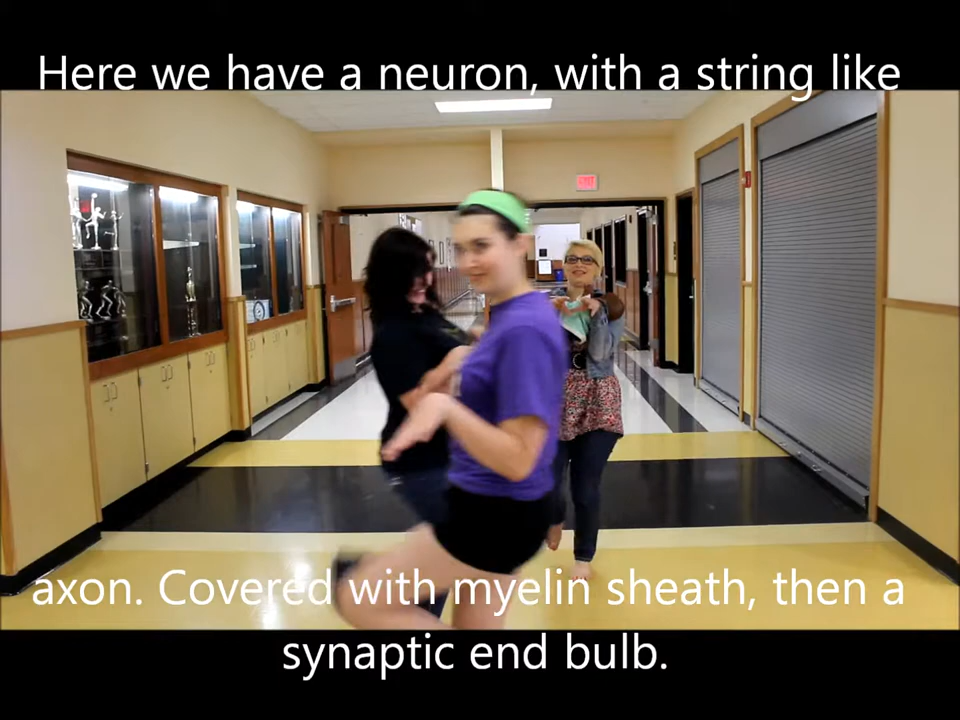 Here we have a neuron, with a string like
axon. Covered with myelin sheath, then a
synaptic end bulb.